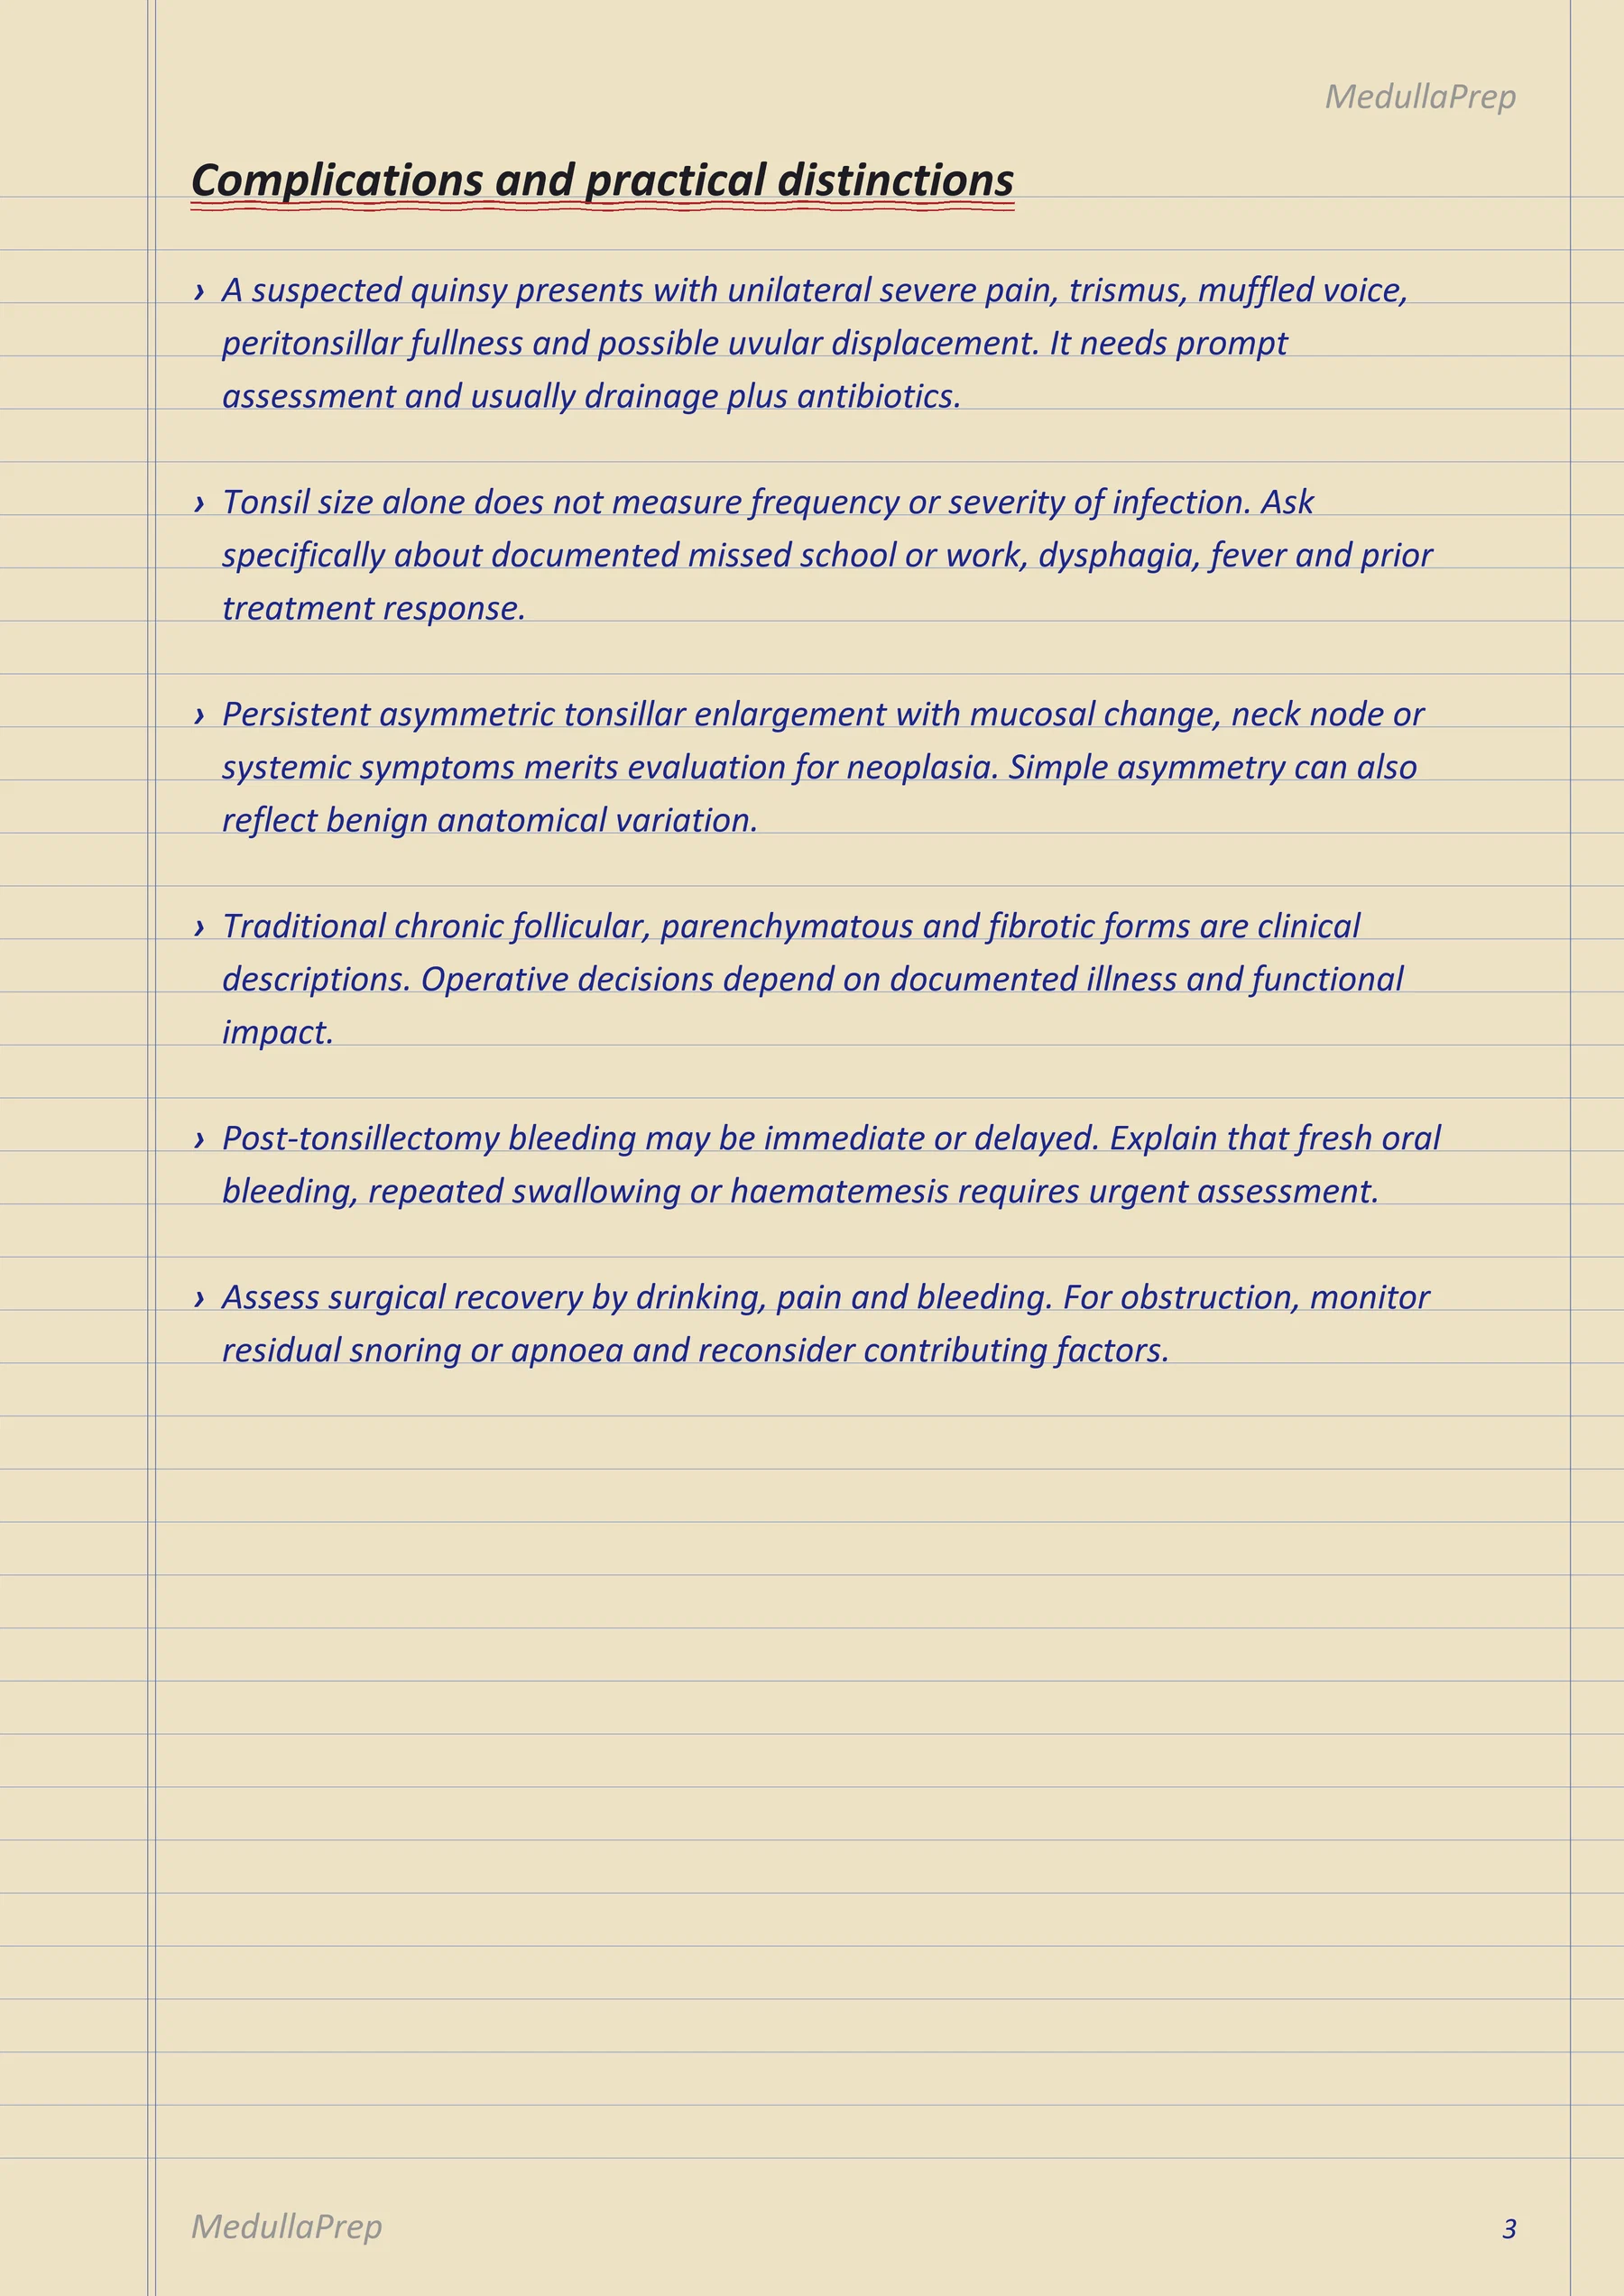 MedullaPrep
Complications and practical distinctions
› A suspected quinsy presents with unilateral severe pain, trismus, muffled voice,
peritonsillar fullness and possible uvular displacement. It needs prompt
assessment and usually drainage plus antibiotics.
› Tonsil size alone does not measure frequency or severity of infection. Ask
specifically about documented missed school or work, dysphagia, fever and prior
treatment response.
› Persistent asymmetric tonsillar enlargement with mucosal change, neck node or
systemic symptoms merits evaluation for neoplasia. Simple asymmetry can also
reflect benign anatomical variation.
› Traditional chronic follicular, parenchymatous and fibrotic forms are clinical
descriptions. Operative decisions depend on documented illness and functional
impact.
› Post-tonsillectomy bleeding may be immediate or delayed. Explain that fresh oral
bleeding, repeated swallowing or haematemesis requires urgent assessment.
› Assess surgical recovery by drinking, pain and bleeding. For obstruction, monitor
residual snoring or apnoea and reconsider contributing factors.
MedullaPrep
3